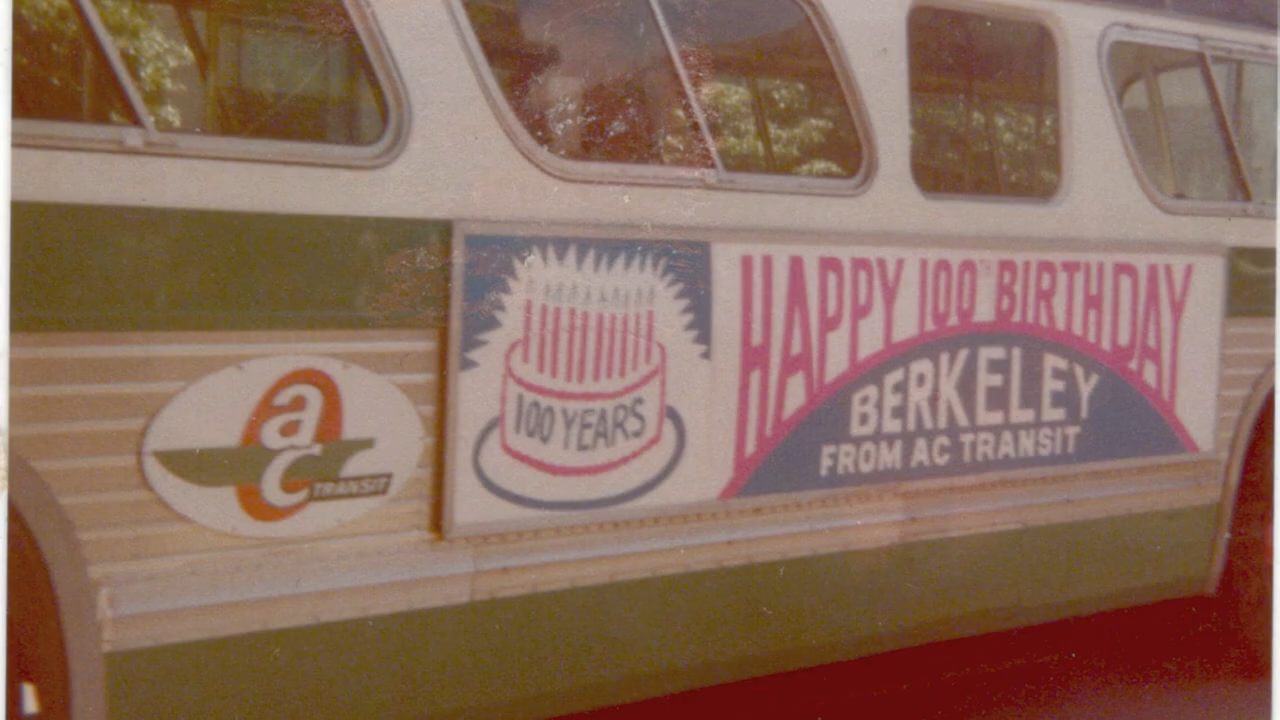 ac
TRANSIT
100 YEARS
HAPPY 100 BIRTHDAY
BERKELEY
FROM AC TRANSIT